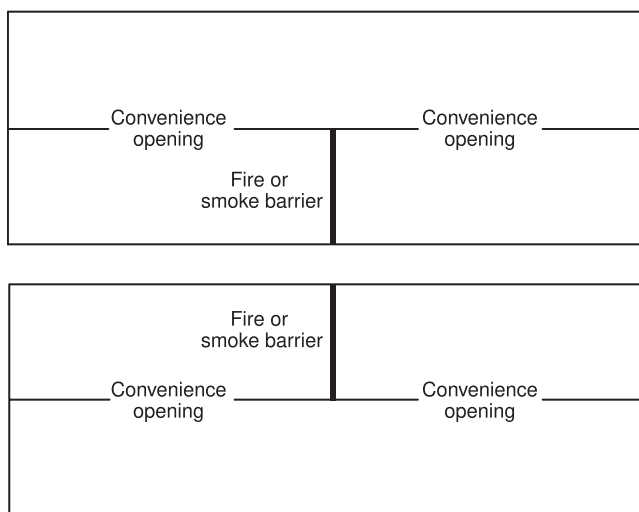 Convenience
opening
Convenience
opening
Fire or
smoke barrier
Fire or
smoke barrier
Convenience
opening
Convenience
opening